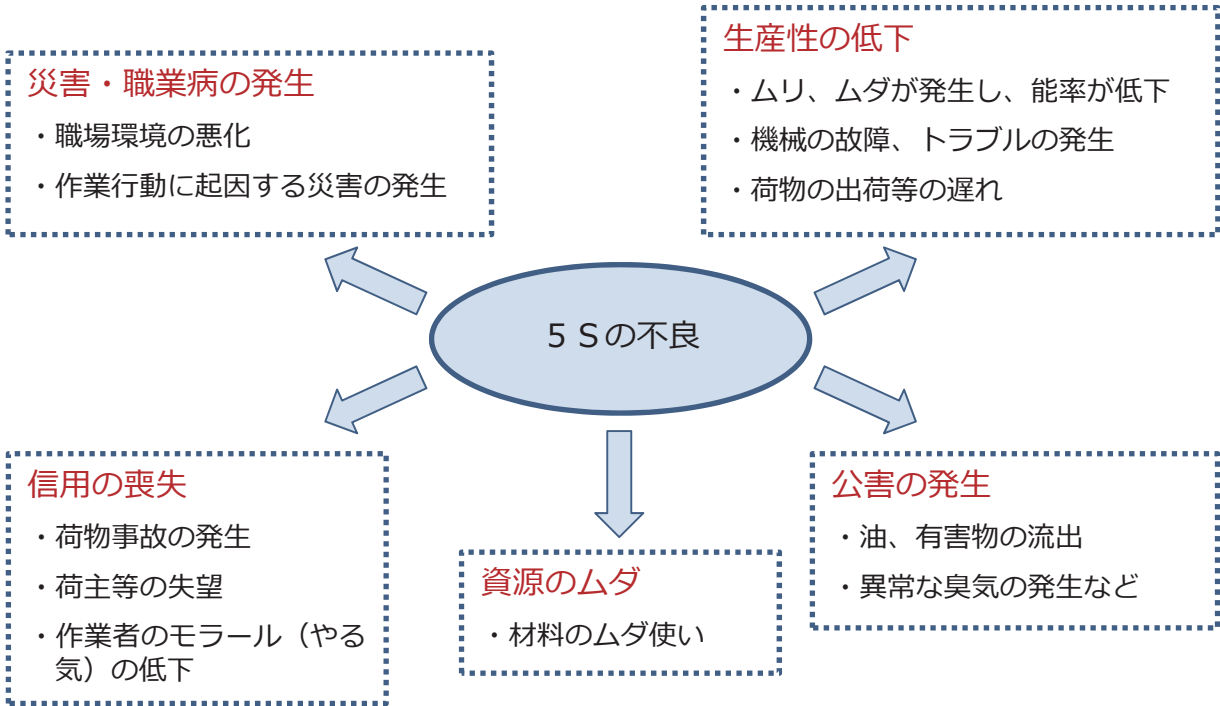 災害・職業病の発生
・職場環境の悪化
・作業行動に起因する災害の発生
生産性の低下
・ムリ、ムダが発生し、能率が低下
・機械の故障、トラブルの発生
・荷物の出荷等の遅れ
５Ｓの不良
信用の喪失
・荷物事故の発生
・荷主等の失望
・作業者のモラール（やる
気）の低下
資源のムダ
・材料のムダ使い
公害の発生
・油、有害物の流出
・異常な臭気の発生など